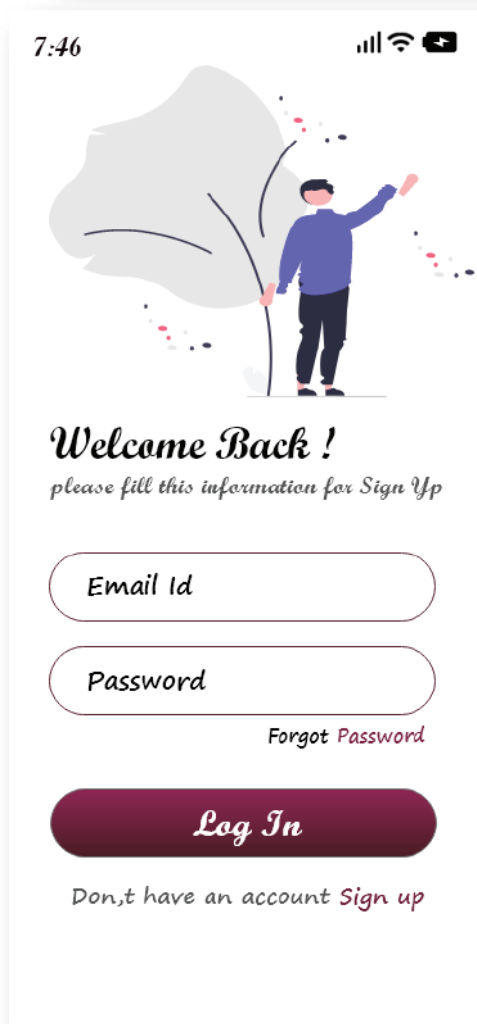 7:46
Welcome Back !
please fill this information for Sign Up
Email Id
Password
Forgot Password
Log In
Don,t have an account Sign up